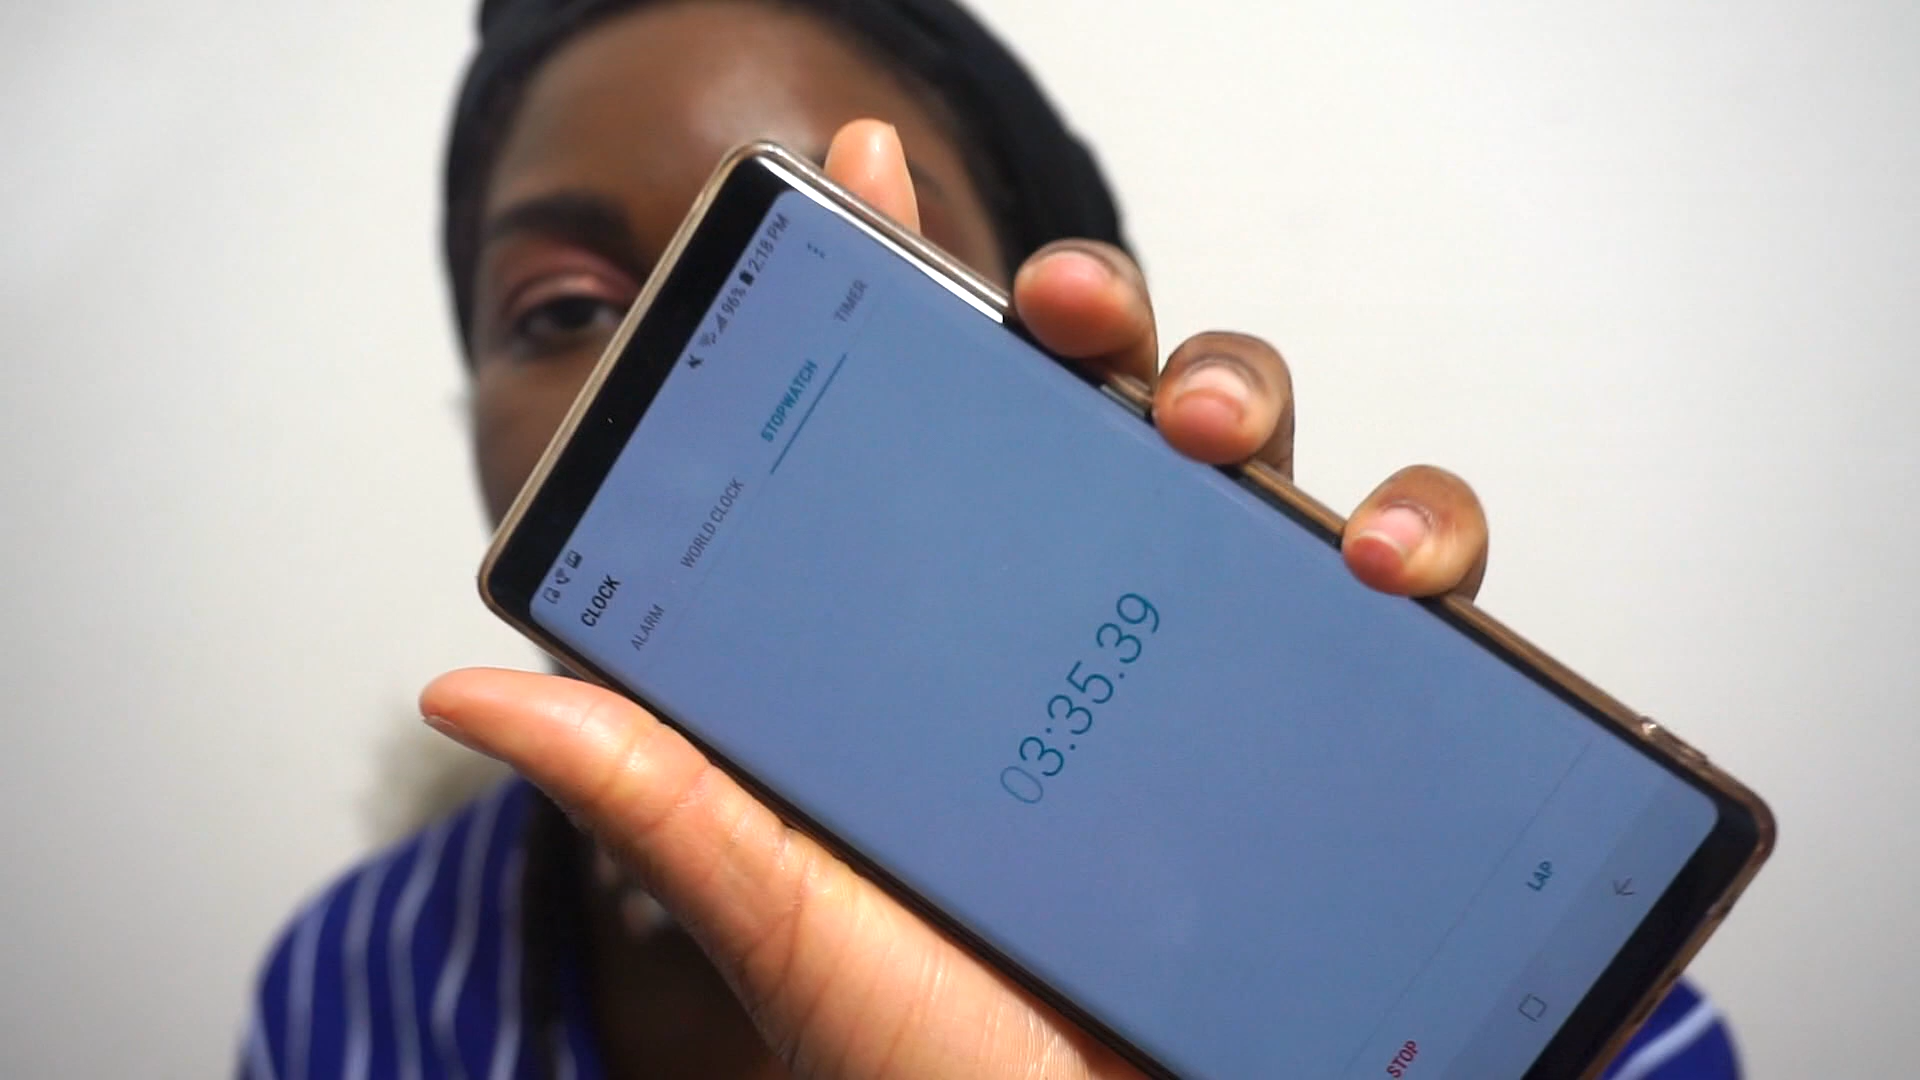 96% 2:18 PM
CLOCK
ALARM WORLD CLOCK STOPWATCH TIMER
03:35.39
STOP LAP